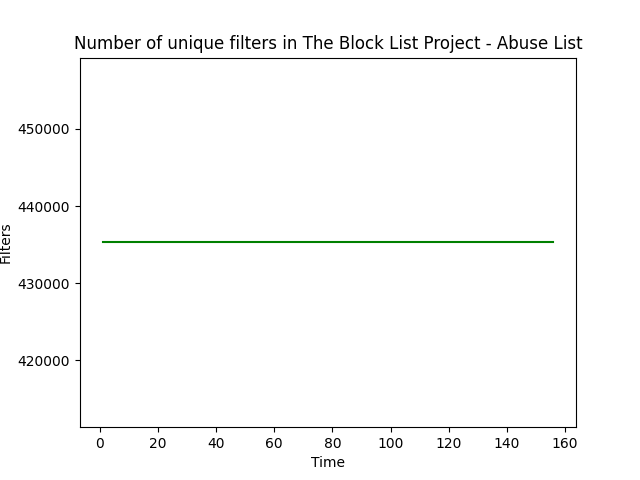 Number of unique filters in The Block List Project - Abuse List
450000
440000
430000
420000
Filters
0 20 40 60 80 100 120 140 160
Time